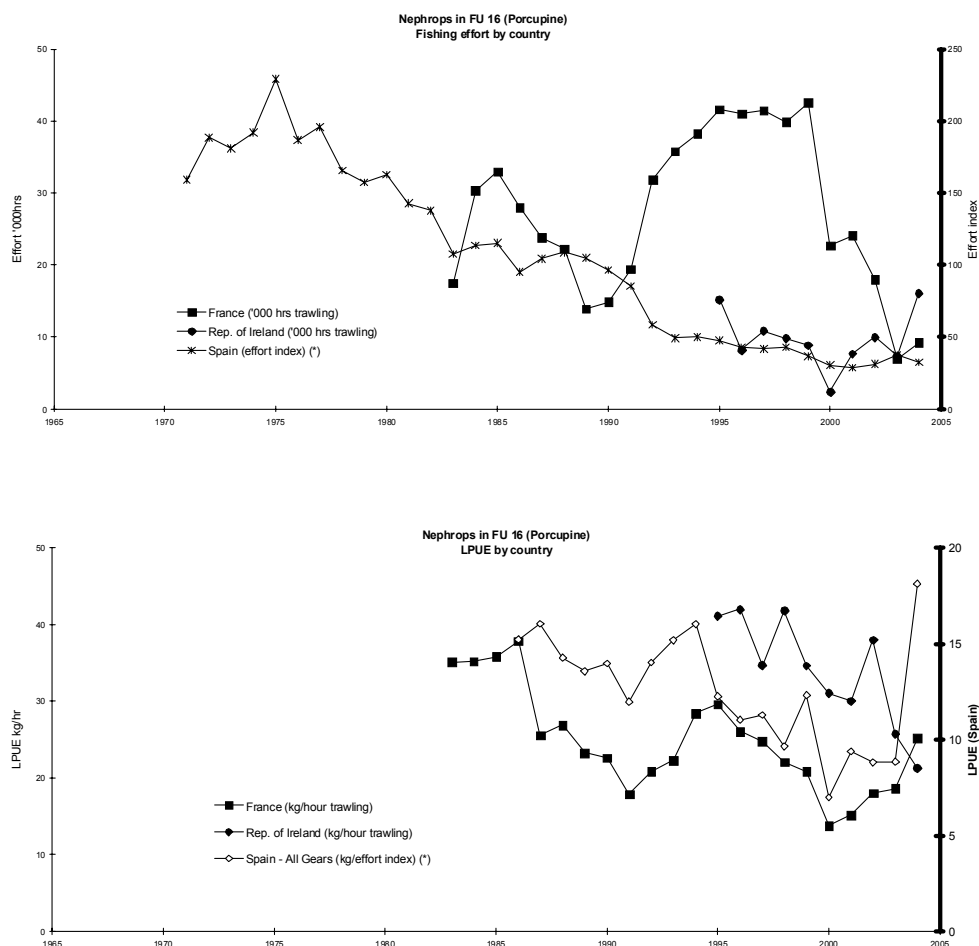 Nephrops in FU 16 (Porcupine)
Fishing effort by country
50
40
30
20
10
0
Effort '000hrs
250
200
150
100
50
0
Effort index
France ('000 hrs trawling)
Rep. of Ireland ('000 hrs trawling)
Spain (effort index) (*)
1965 1970 1975 1980 1985 1990 1995 2000 2005
Nephrops in FU 16 (Porcupine)
LPUE by country
50
40
30
20
10
0
LPUE kg/hr
20
15
10
5
0
LPUE (Spain)
France (kg/hour trawling)
Rep. of Ireland (kg/hour trawling)
Spain - All Gears (kg/effort index) (*)
1965 1970 1975 1980 1985 1990 1995 2000 2005